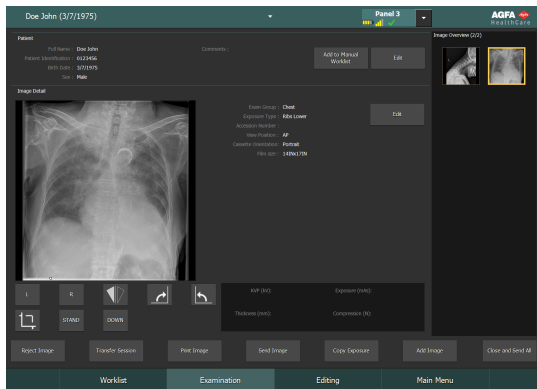 Doe John (3/7/1975)
Panel 3
AGFA
HealthCare
Patient
Full Name : Doe John
Patient Identification : 0123456
Birth Date : 3/7/1975
Sex : Male
Comments :
Add to Manual
Worklist
Edit
Image Overview (2/2)
Image Detail
Exam Group : Chest
Exposure Type : Ribs Lower
Accession Number :
View Position : AP
Cassette Orientation : Portrait
Film size : 14INx17IN
Edit
L
R
STAND
DOWN
KVP (kV):
Exposure (mAs):
Thickness (mm):
Compressive (N):
Reject Image
Transfer Session
Print Image
Send Image
Copy Exposure
Add Image
Close and Send All
Worklist
Examination
Editing
Main Menu